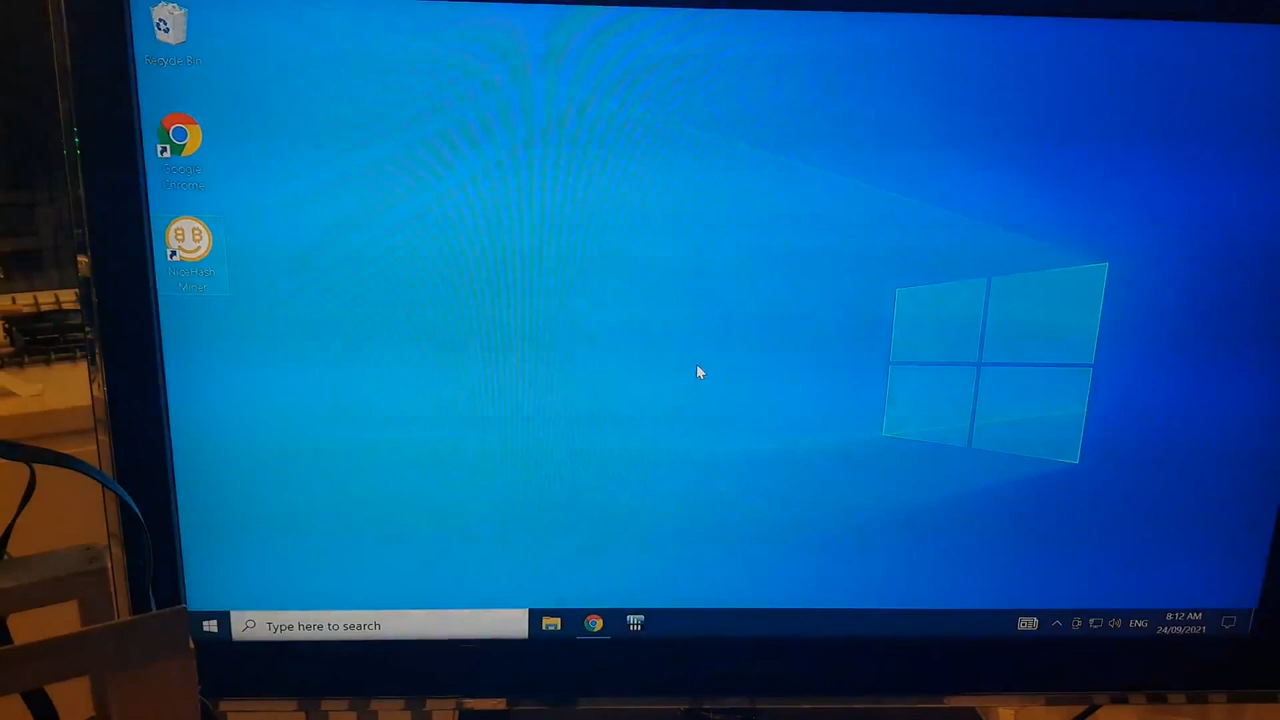 Recycle Bin
Google
Chrome
NiceHash
Miner
Type here to search
ENG
8:12 AM
24/09/2021